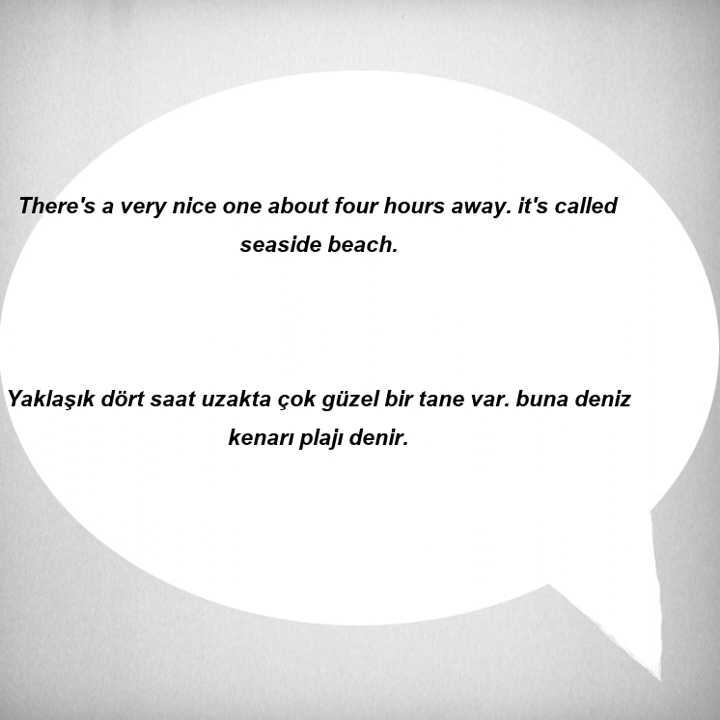 There's a very nice one about four hours away. it's called
seaside beach.
Yaklaşık dört saat uzakta çok güzel bir tane var. buna deniz
kenarı plajı denir.